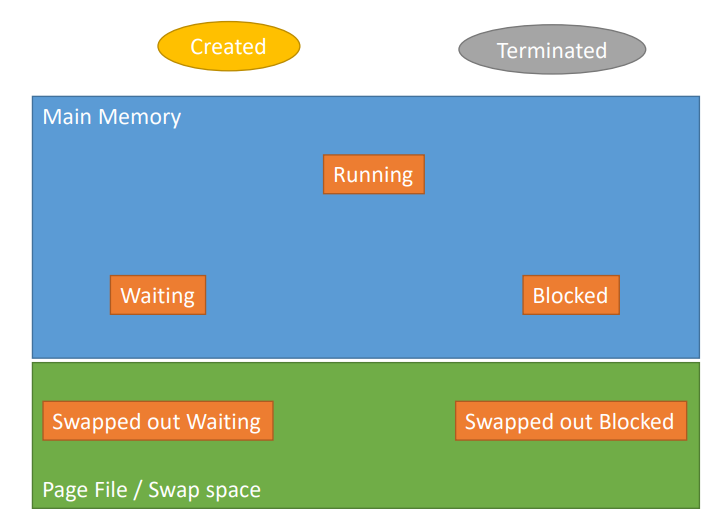 Created
Terminated
Main Memory
Running
Waiting
Blocked
Swapped out Waiting
Swapped out Blocked
Page File / Swap space